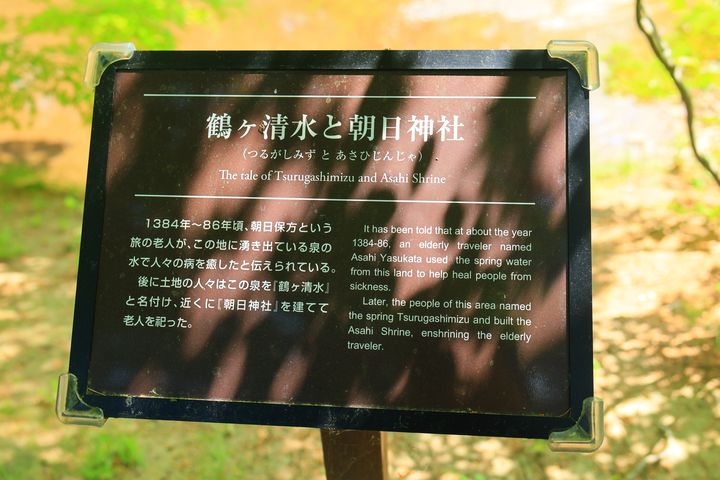 鶴ヶ清水と朝日神社
(つるがしみず と あさひじんじゃ)
The tale of Tsurugashimizu and Asahi Shrine
1384年～86年頃、朝日保方という
旅の老人が、この地に湧き出ている泉の
水で人々の病を癒したと伝えられている。
後に土地の人々はこの泉を『鶴ヶ清水』
と名付け、近くに『朝日神社』を建てて
老人を祀った。
It has been told that at about the year
1384-86, an elderly traveler named
Asahi Yasukata used the spring water
from this land to help heal people from
sickness.
Later, the people of this area named
the spring Tsurugashimizu and built the
Asahi Shrine, enshrining the elderly
traveler.